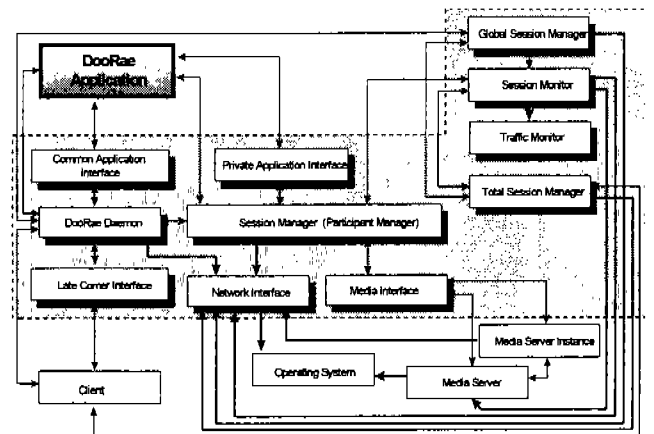 DooRae
Application
Global Session Manager
Session Monitor
Traffic Monitor
Total Session Manager
Common Application
Interface
Private Application Interface
DooRae Daemon
Session Manager (Participant Manager)
Late Comer Interface
Network Interface
Media Interface
Media Server Instance
Operating System
Media Server
Client